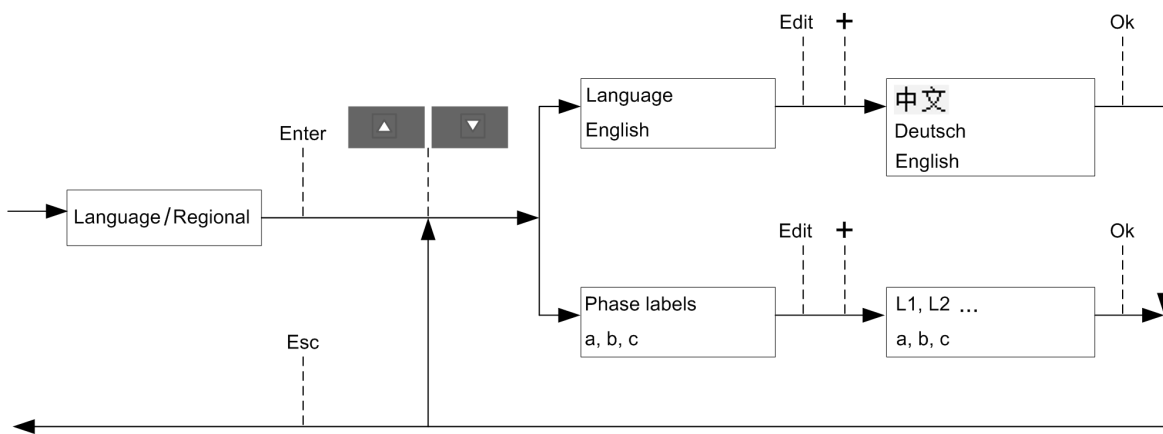 Edit +
Ok
Language
English
中文
Deutsch
English
Enter
Language/Regional
Edit +
Ok
Phase labels
a, b, c
L1, L2 ...
a, b, c
Esc